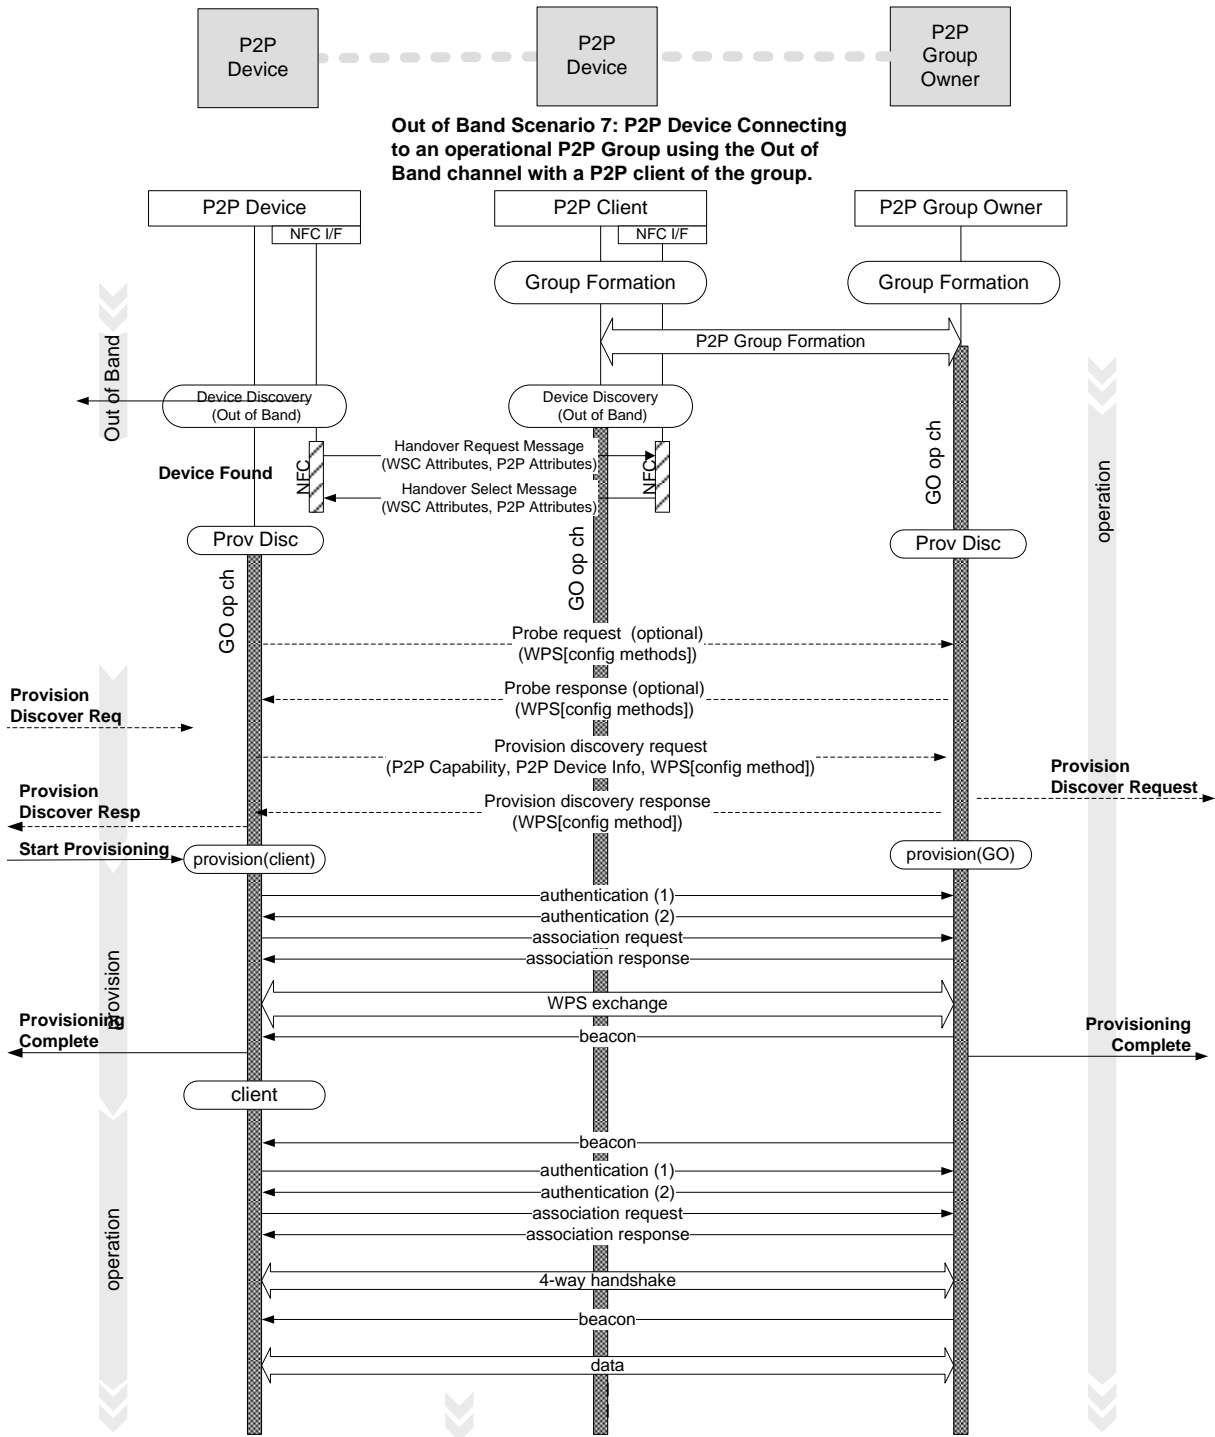 P2P
Device
P2P
Device
P2P
Group
Owner
Out of Band Scenario 7: P2P Device Connecting
to an operational P2P Group using the Out of
Band channel with a P2P client of the group.
P2P Device
NFC I/F
P2P Client
NFC I/F
P2P Group Owner
Group Formation
Group Formation
P2P Group Formation
Out of Band
Device Discovery
(Out of Band)
Device Discovery
(Out of Band)
GO op ch
operation
Device Found
NFC
Handover Request Message
(WSC Attributes, P2P Attributes)
NFC
Handover Select Message
(WSC Attributes, P2P Attributes)
Prov Disc
Prov Disc
GO op ch
GO op ch
Probe request (optional)
(WPS[config methods])
Probe response (optional)
(WPS[config methods])
Provision
Discover Req
Provision discovery request
(P2P Capability, P2P Device Info, WPS[config method])
Provision
Discover Request
Provision
Discover Resp
Provision discovery response
(WPS[config method])
Start Provisioning
provision(client)
provision(GO)
authentication (1)
authentication (2)
association request
association response
provision
WPS exchange
Provisioning
Complete
beacon
Provisioning
Complete
client
beacon
authentication (1)
authentication (2)
association request
association response
operation
4-way handshake
beacon
data